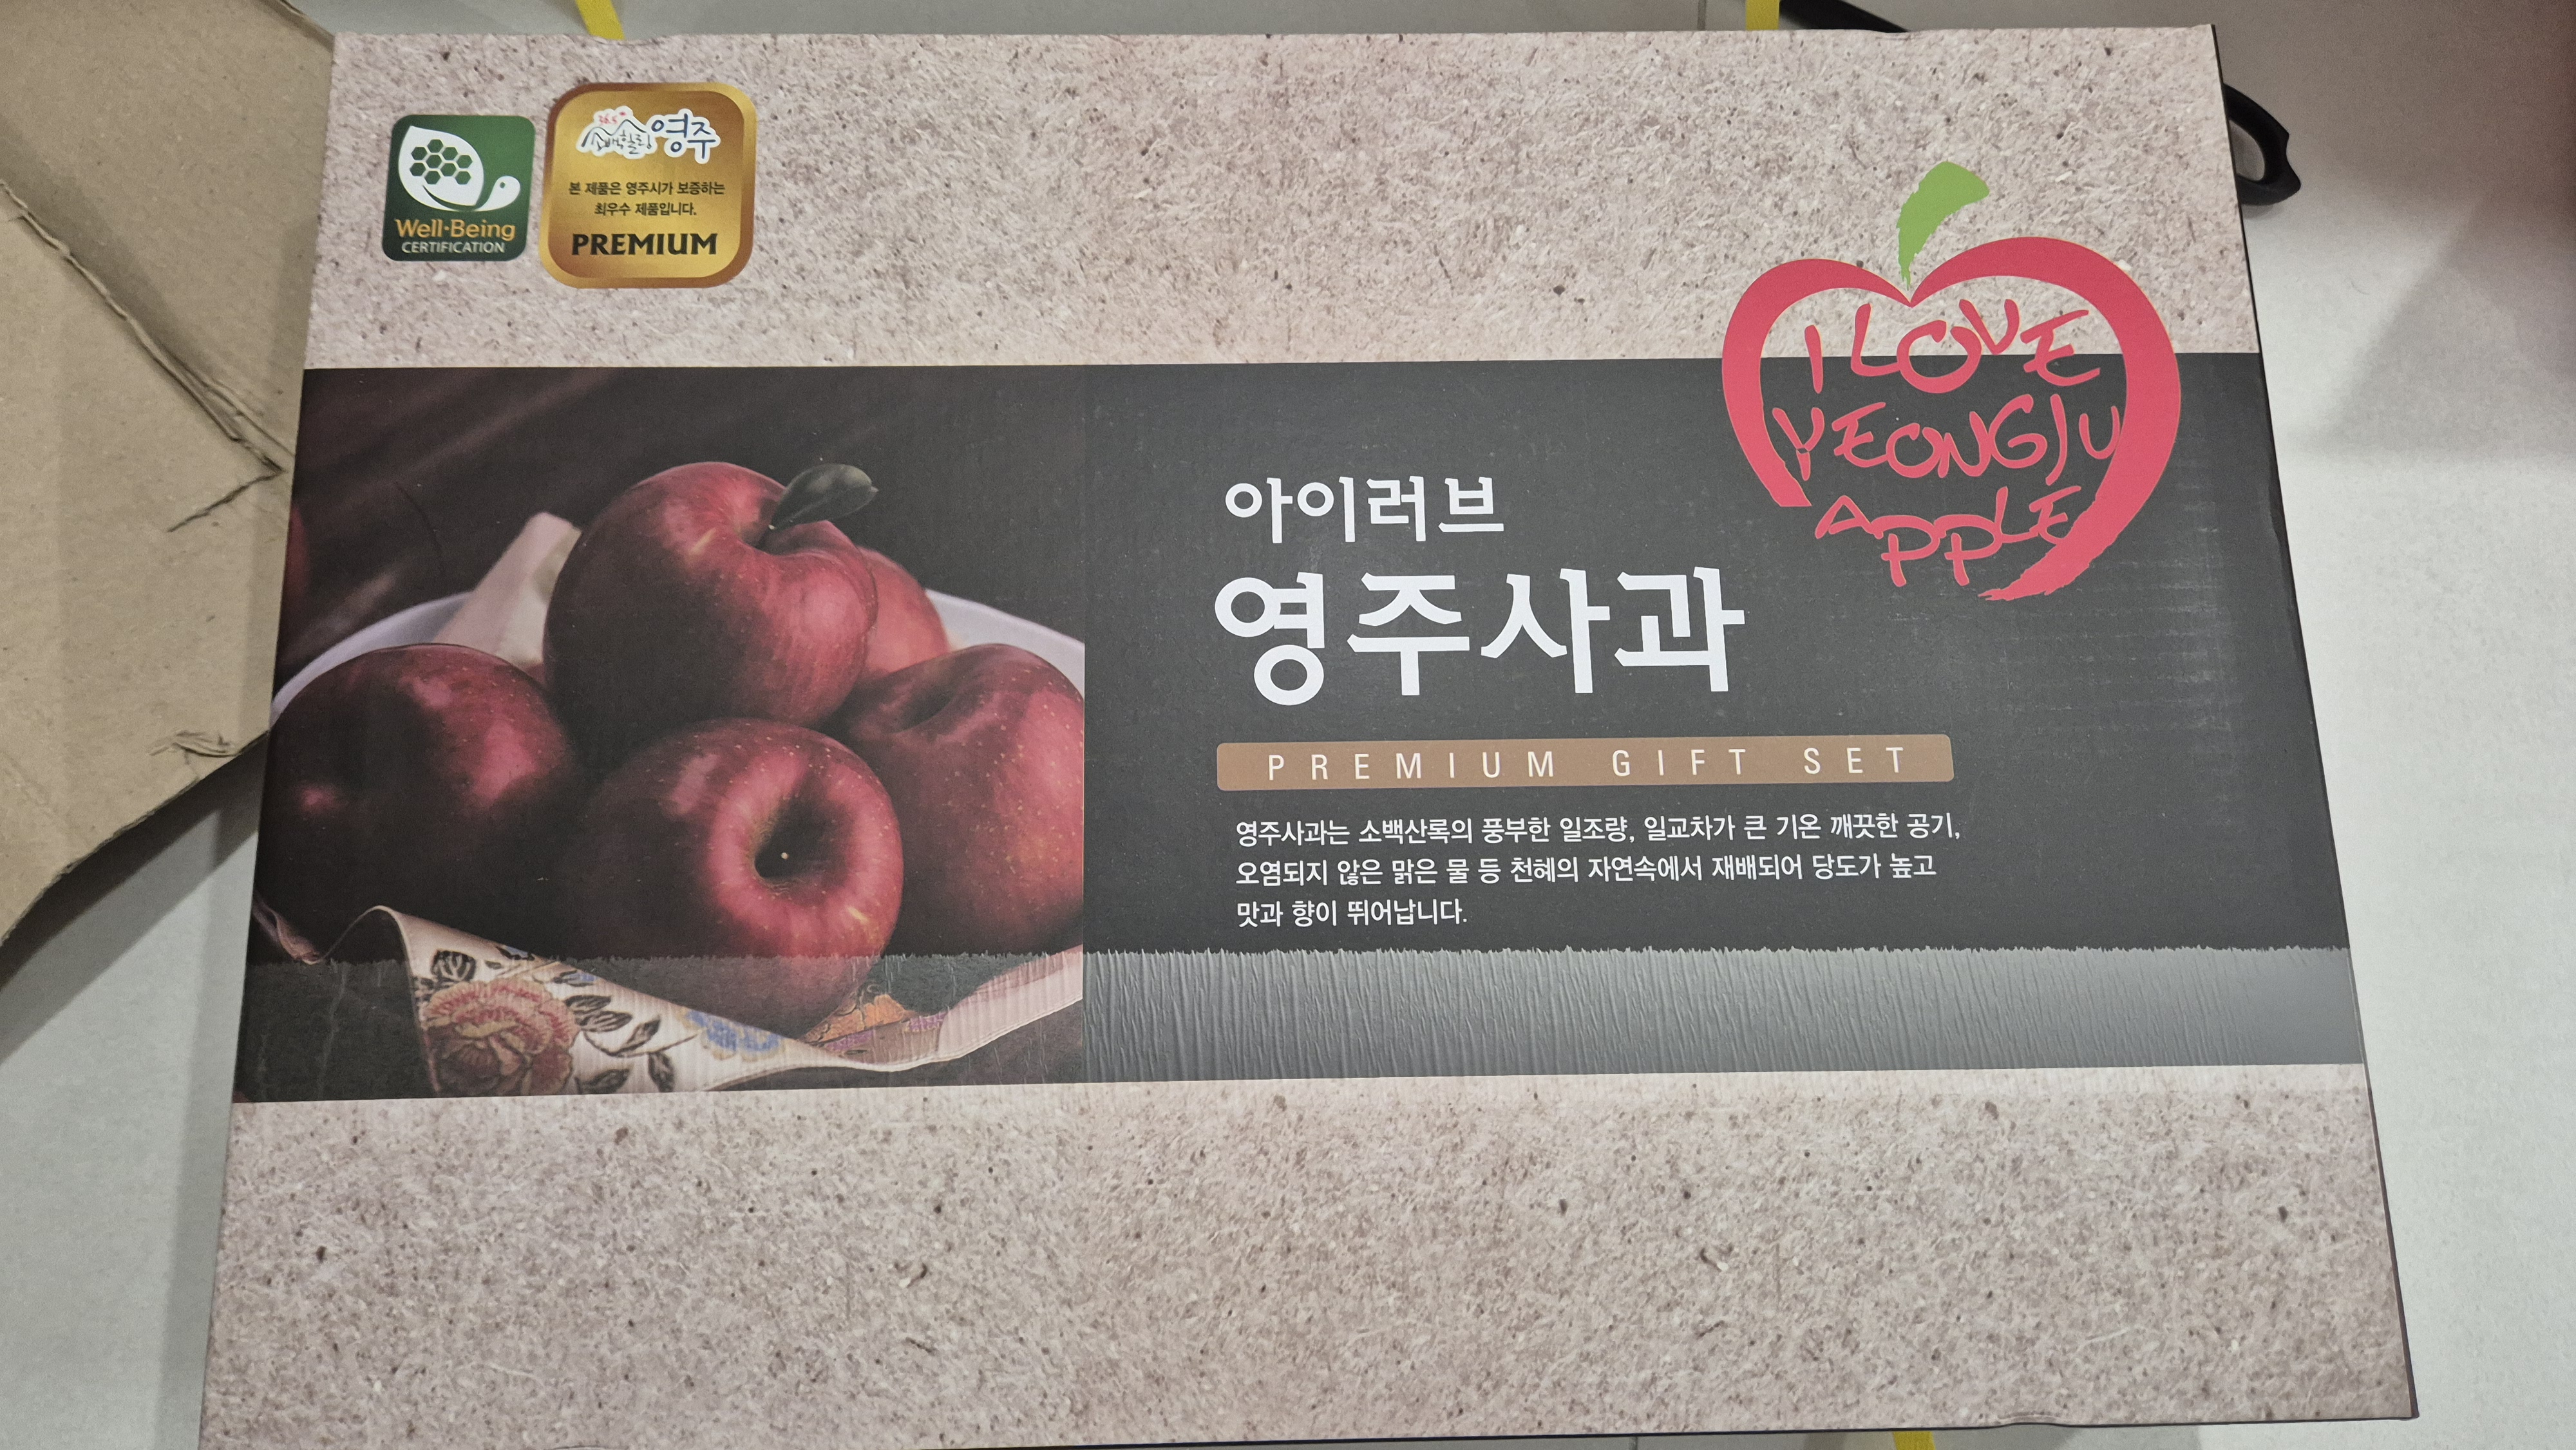 Well-Being
CERTIFICATION
소백힐링 영주
본 제품은 영주시가 보증하는
최우수 제품입니다.
PREMIUM
I LOVE
YEONGJU
APPLE
아이러브
영주사과
PREMIUM GIFT SET
영주사과는 소백산록의 풍부한 일조량, 일교차가 큰 기온 깨끗한 공기,
오염되지 않은 맑은 물 등 천혜의 자연속에서 재배되어 당도가 높고
맛과 향이 뛰어납니다.